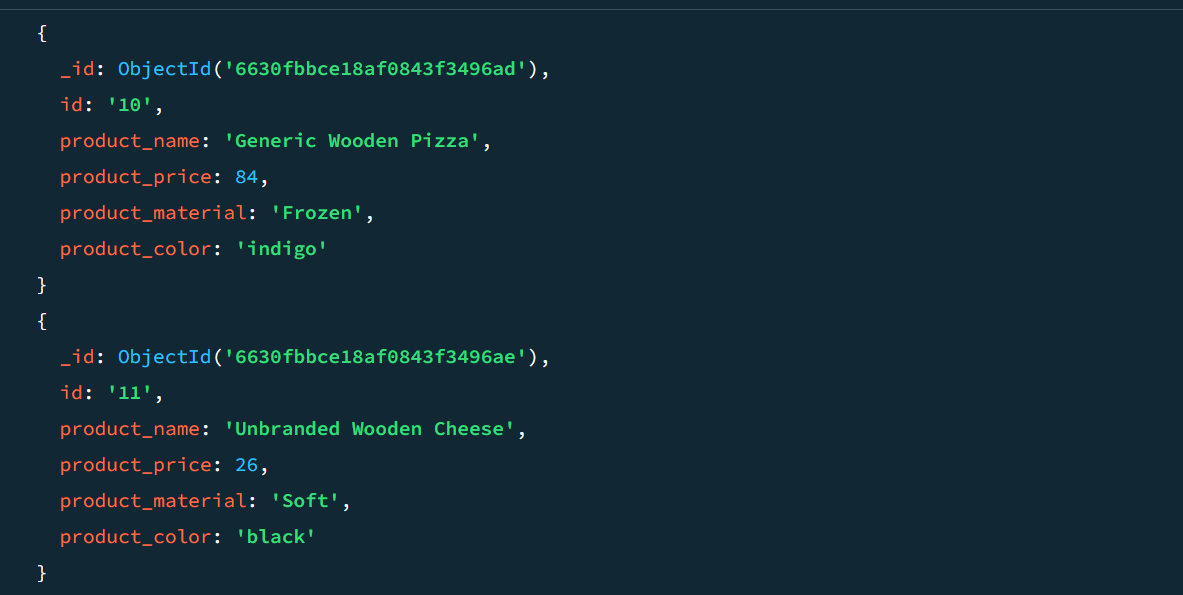 {
_id: ObjectId('6630fbbce18af0843f3496ad'),
id: '10',
product_name: 'Generic Wooden Pizza',
product_price: 84,
product_material: 'Frozen',
product_color: 'indigo'
}
{
_id: ObjectId('6630fbbce18af0843f3496ae'),
id: '11',
product_name: 'Unbranded Wooden Cheese',
product_price: 26,
product_material: 'Soft',
product_color: 'black'
}